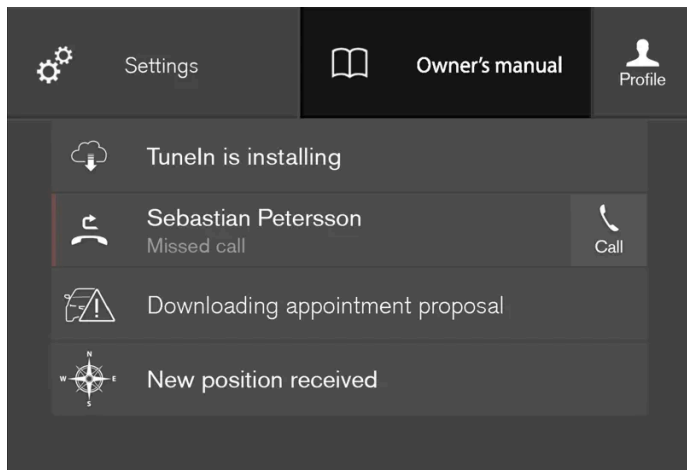 Settings
Owner's manual
Profile
TuneIn is installing
Sebastian Petersson
Missed call
Call
Downloading appointment proposal
N
W E
S
New position received